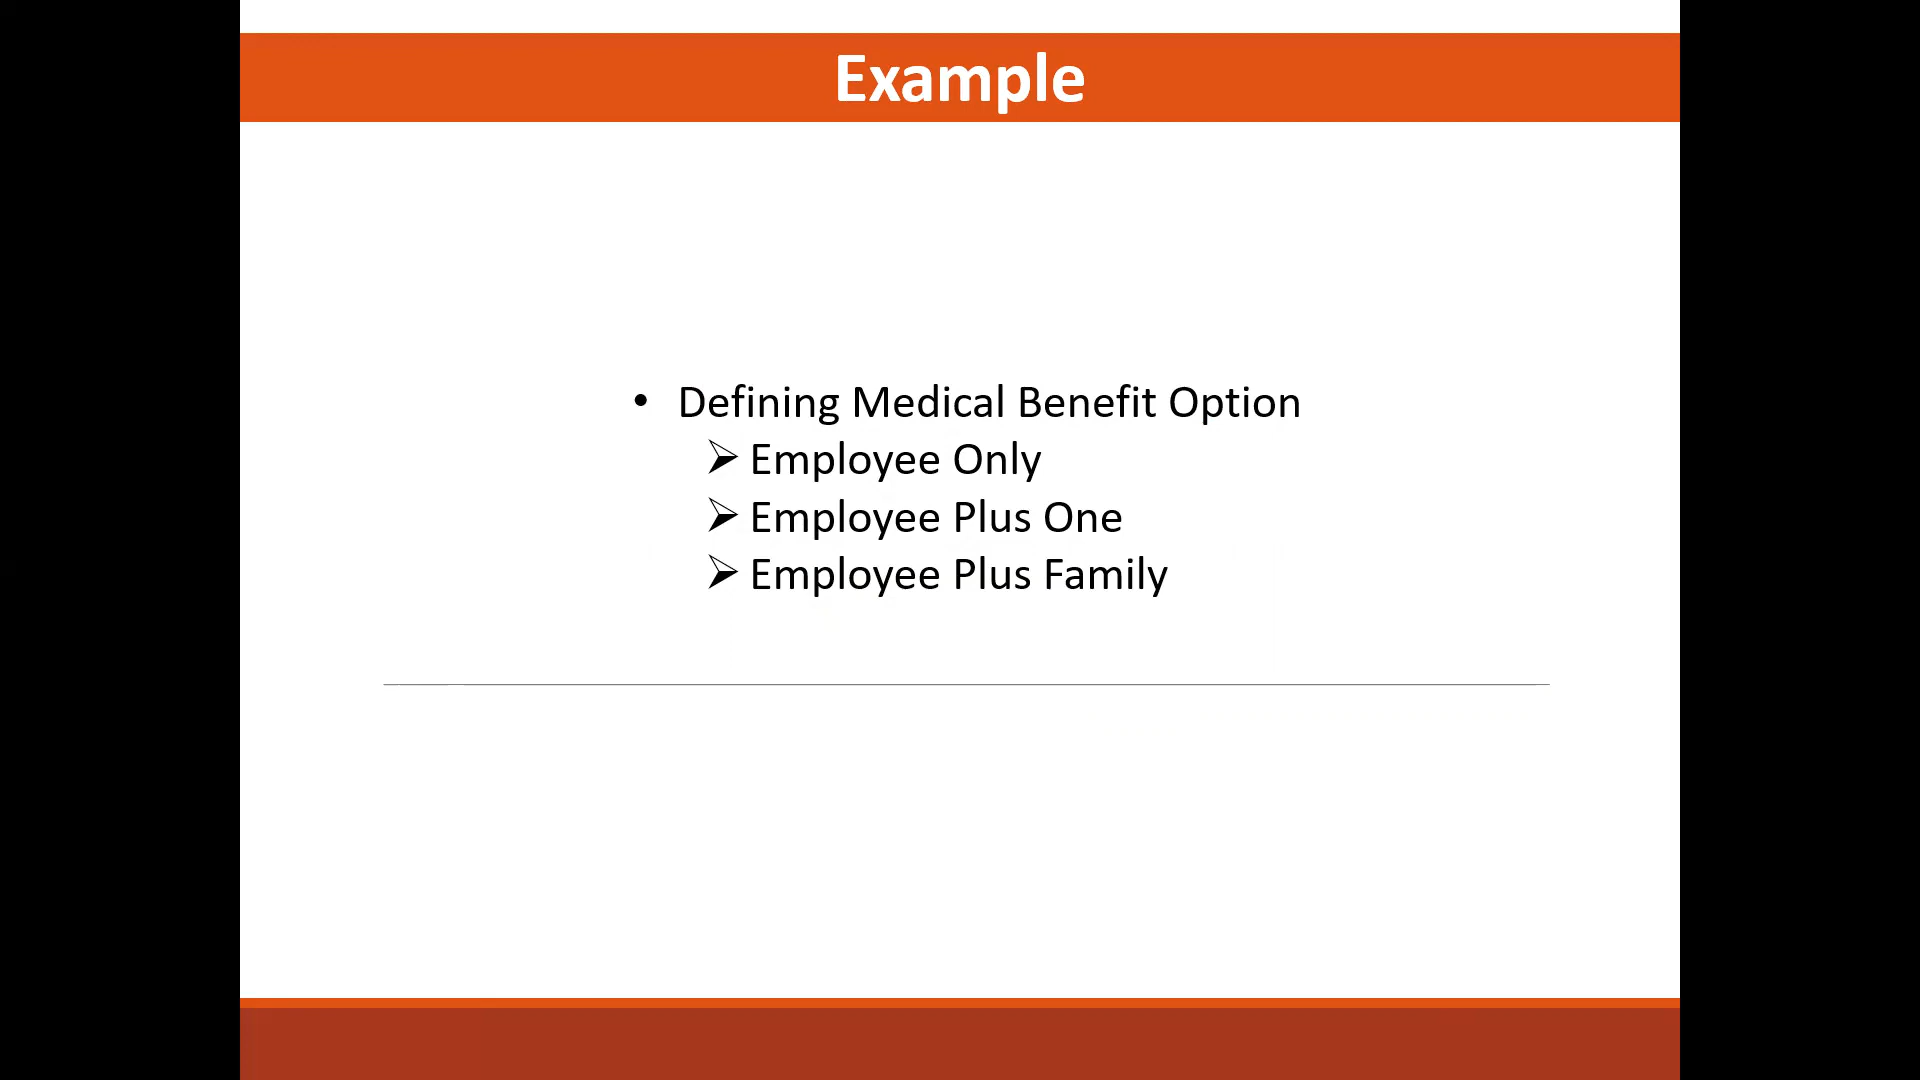 Example
• Defining Medical Benefit Option
➢ Employee Only
➢ Employee Plus One
➢ Employee Plus Family